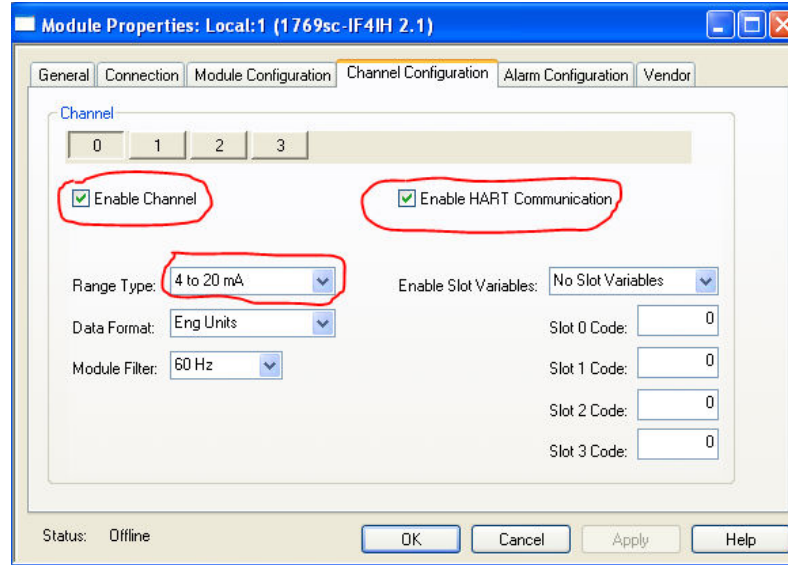 Module Properties: Local:1 (1769sc-IF4IH 2.1)
General Connection Module Configuration Channel Configuration Alarm Configuration Vendor
Channel
0 1 2 3
Enable Channel Enable HART Communication
Range Type: 4 to 20 mA Enable Slot Variables: No Slot Variables
Data Format: Eng Units Slot 0 Code: 0
Module Filter: 60 Hz Slot 1 Code: 0
Slot 2 Code: 0
Slot 3 Code: 0
Status: Offline OK Cancel Apply Help